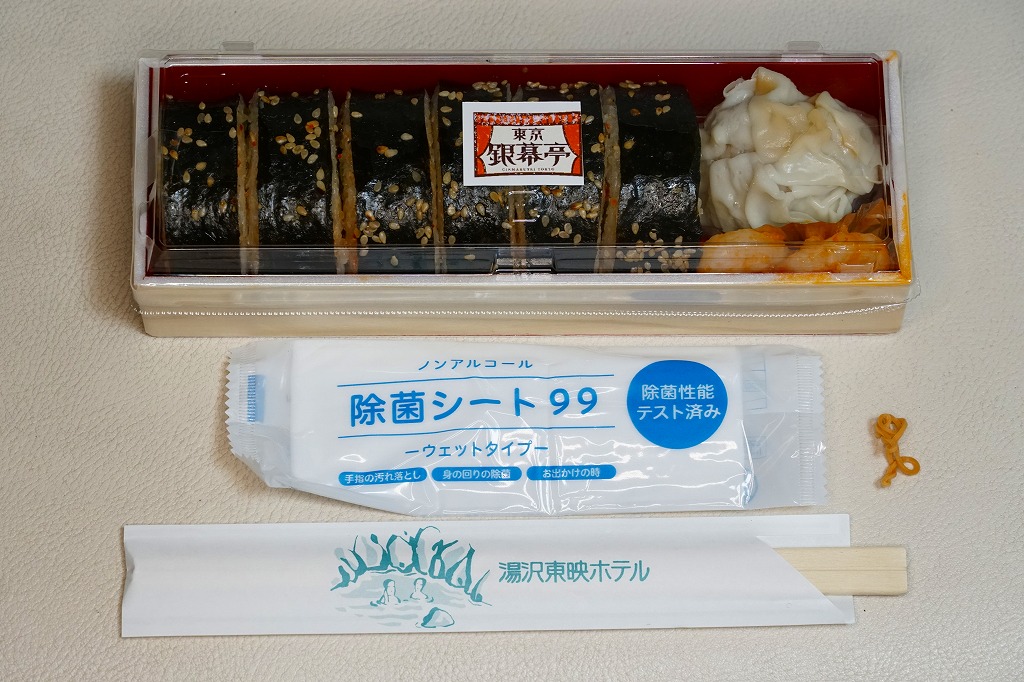 東京
銀幕亭
GINMAKUTEI TOKYO
ノンアルコール
除菌シート99
ーウェットタイプー
手指の汚れ落とし
身の回りの除菌
お出かけの時
除菌性能
テスト済み
湯沢東映ホテル